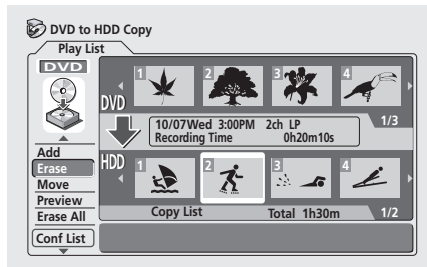 DVD to HDD Copy
Play List
DVD
DVD
1 2 3 4
10/07Wed 3:00PM 2ch LP
Recording Time 0h20m10s
1/3
Add
Erase
Move
Preview
Erase All
Conf List
HDD
1 2 3 4
Copy List Total 1h30m 1/2